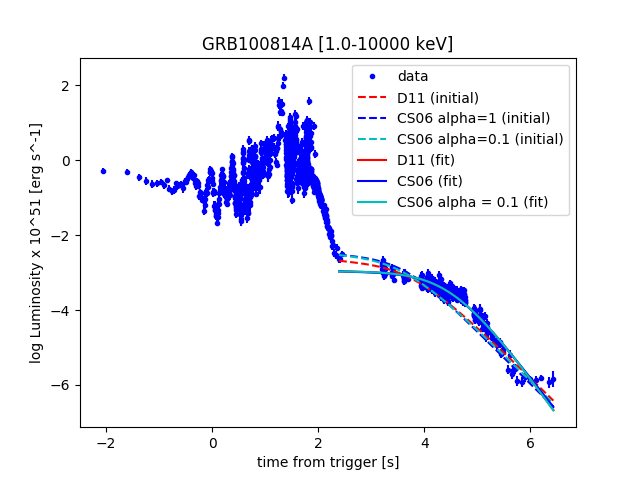 GRB100814A [1.0-10000 keV]
data
D11 (initial)
CS06 alpha=1 (initial)
CS06 alpha=0.1 (initial)
D11 (fit)
CS06 (fit)
CS06 alpha = 0.1 (fit)
log Luminosity x 10^51 [erg s^-1]
2
0
−2
−4
−6
−2 0 2 4 6
time from trigger [s]